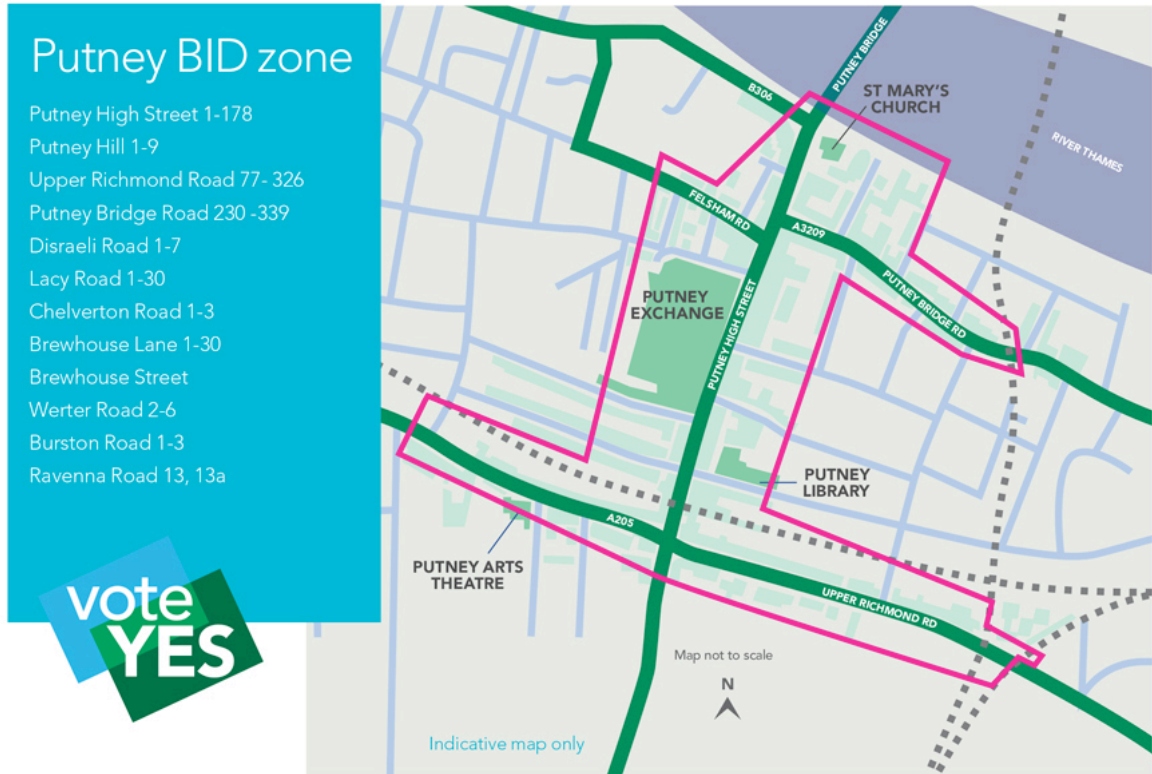 Putney BID zone
Putney High Street 1-178
Putney Hill 1-9
Upper Richmond Road 77- 326
Putney Bridge Road 230 -339
Disraeli Road 1-7
Lacy Road 1-30
Chelverton Road 1-3
Brewhouse Lane 1-30
Brewhouse Street
Werter Road 2-6
Burston Road 1-3
Ravenna Road 13, 13a
vote
YES
PUTNEY BRIDGE
B306
ST MARY'S
CHURCH
RIVER THAMES
FELSHAM RD
A3209
PUTNEY BRIDGE RD
PUTNEY
EXCHANGE
PUTNEY HIGH STREET
PUTNEY
LIBRARY
A205
PUTNEY ARTS
THEATRE
UPPER RICHMOND RD
Map not to scale
N
Indicative map only